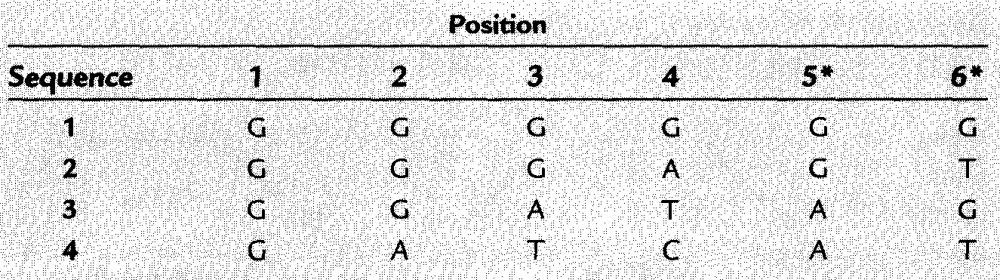 Position
Sequence 1 2 3 4 5* 6*
1 G G G G G G
2 G G G A G T
3 G G A T A G
4 G A T C A T